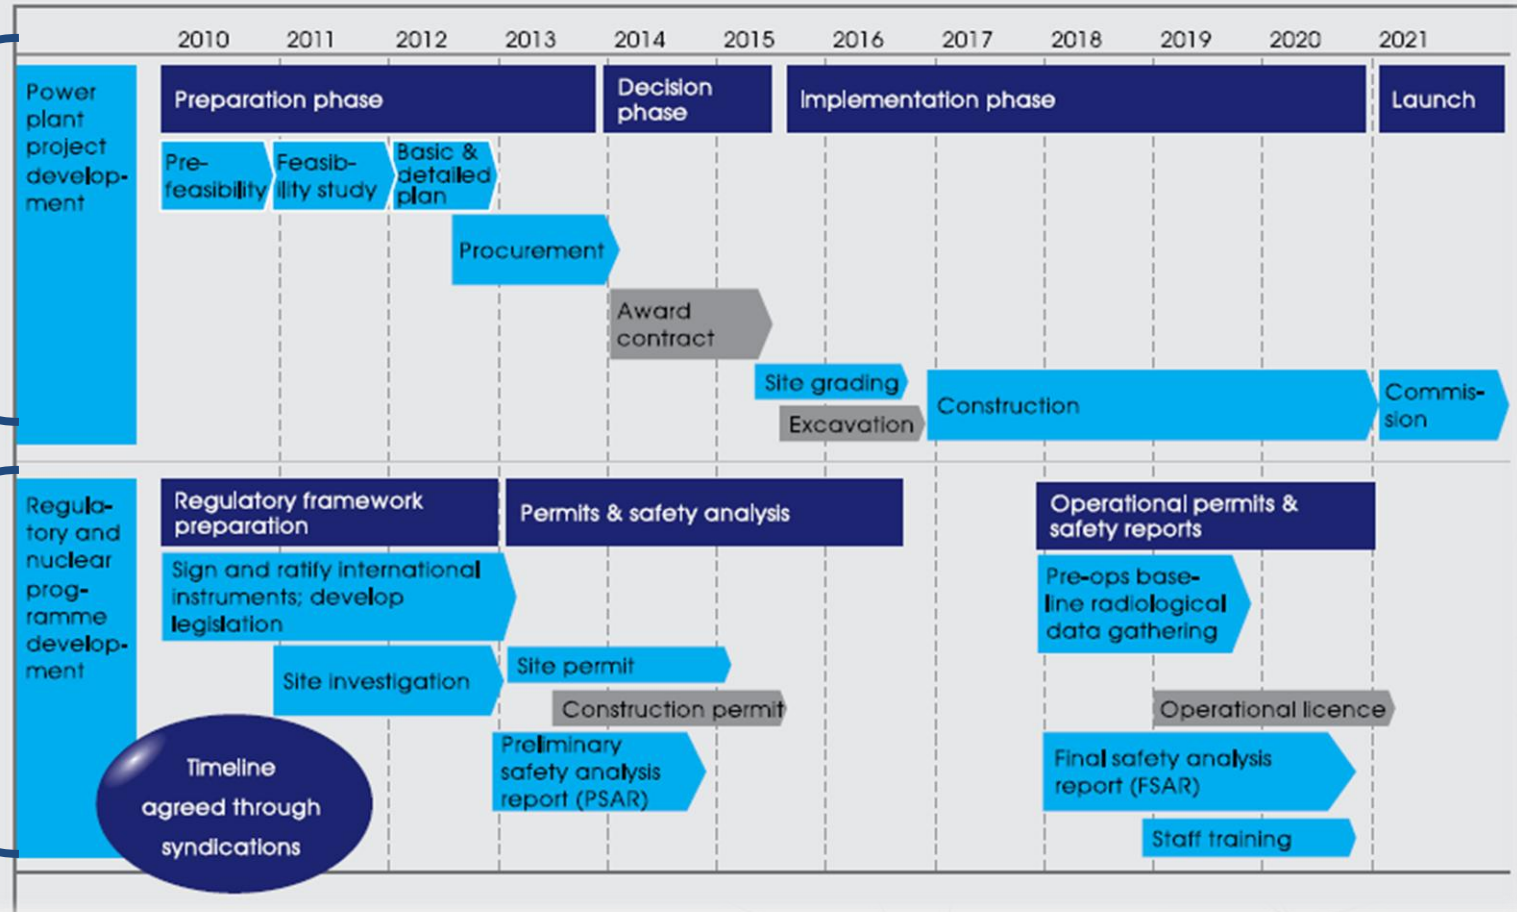 2010 2011 2012 2013 2014 2015 2016 2017 2018 2019 2020 2021
Power
plant
project
develop-
ment
Preparation phase
Decision
phase
Implementation phase
Launch
Pre-
feasibility
Feasib-
ility study
Basic &
detailed
plan
Procurement
Award
contract
Site grading
Excavation
Construction
Commis-
sion
Regula-
tory and
nuclear
prog-
ramme
develop-
ment
Regulatory framework
preparation
Permits & safety analysis
Operational permits &
safety reports
Sign and ratify international
instruments; develop
legislation
Pre-ops base-
line radiological
data gathering
Site investigation
Site permit
Construction permit
Operational licence
Preliminary
safety analysis
report (PSAR)
Final safety analysis
report (FSAR)
Staff training
Timeline
agreed through
syndications